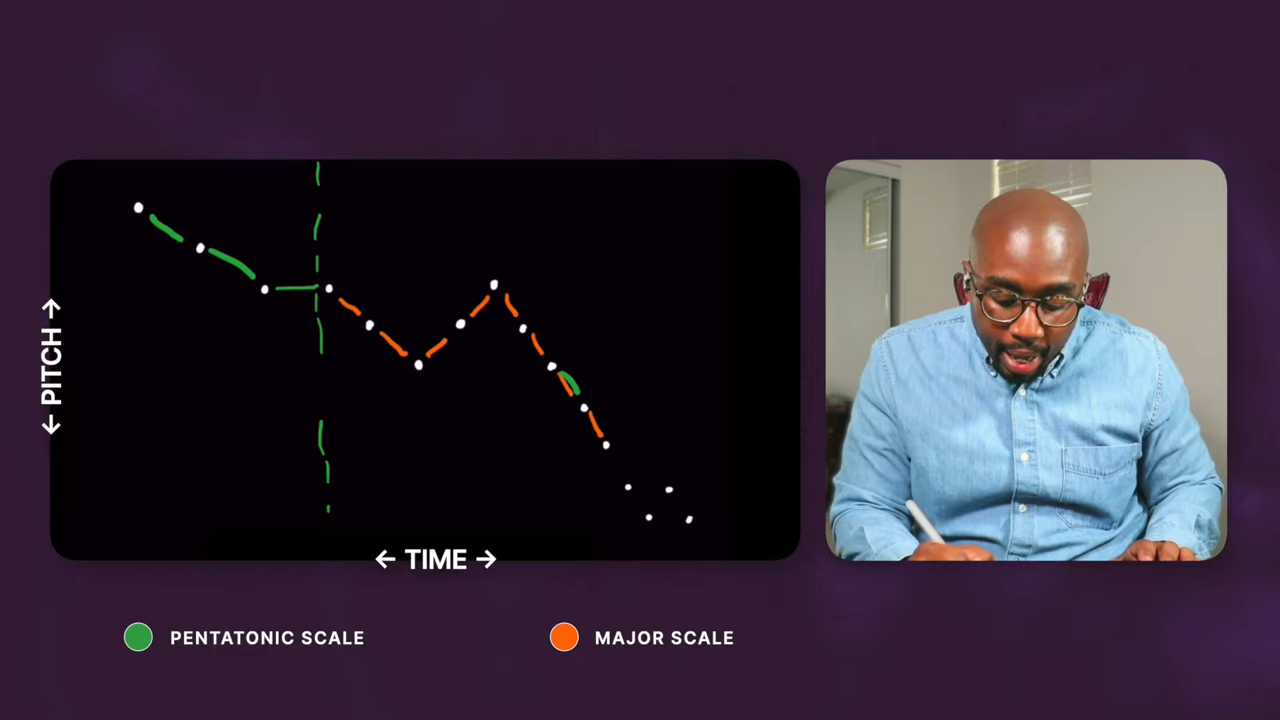 ← PITCH →
← TIME →
PENTATONIC SCALE
MAJOR SCALE